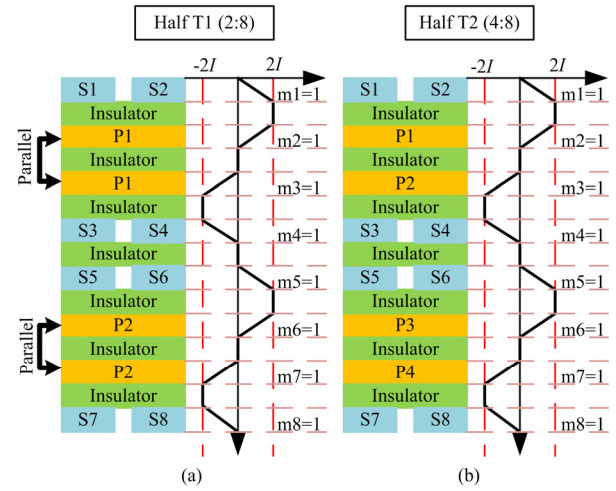 Half T1 (2:8)
-2I
2I
S1 S2
m1=1
Insulator
P1
m2=1
Insulator
P1
m3=1
Insulator
S3 S4
m4=1
Insulator
S5 S6
m5=1
Insulator
P2
m6=1
Insulator
P2
m7=1
Insulator
S7 S8
m8=1
Parallel
Parallel
(a)
Half T2 (4:8)
-2I
2I
S1 S2
m1=1
Insulator
P1
m2=1
Insulator
P2
m3=1
Insulator
S3 S4
m4=1
Insulator
S5 S6
m5=1
Insulator
P3
m6=1
Insulator
P4
m7=1
Insulator
S7 S8
m8=1
(b)